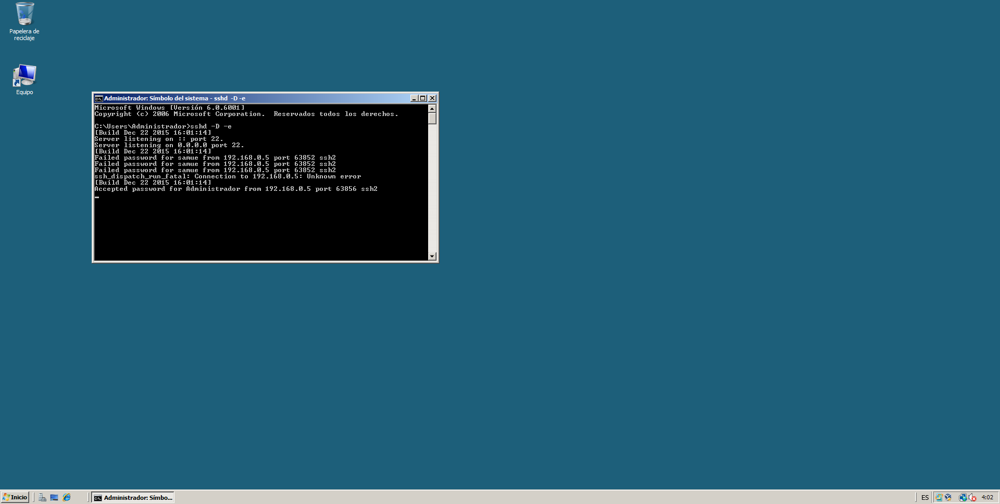 Papelera de
reciclaje
Equipo
Administrador: Símbolo del sistema - sshd -D -e
Microsoft Windows [Versión 6.0.6001]
Copyright (c) 2006 Microsoft Corporation. Reservados todos los derechos.
C:\Users\Administrador>sshd -D -e
[Build Dec 22 2015 16:01:14]
Server listening on :: port 22.
Server listening on 0.0.0.0 port 22.
[Build Dec 22 2015 16:01:14]
Failed password for samue from 192.168.0.5 port 63852 ssh2
Failed password for samue from 192.168.0.5 port 63852 ssh2
Failed password for samue from 192.168.0.5 port 63852 ssh2
ssh_dispatch_run_fatal: Connection to 192.168.0.5: Unknown error
[Build Dec 22 2015 16:01:14]
Accepted password for Administrador from 192.168.0.5 port 63856 ssh2
Inicio
Administrador: Símbo...
ES
4:02